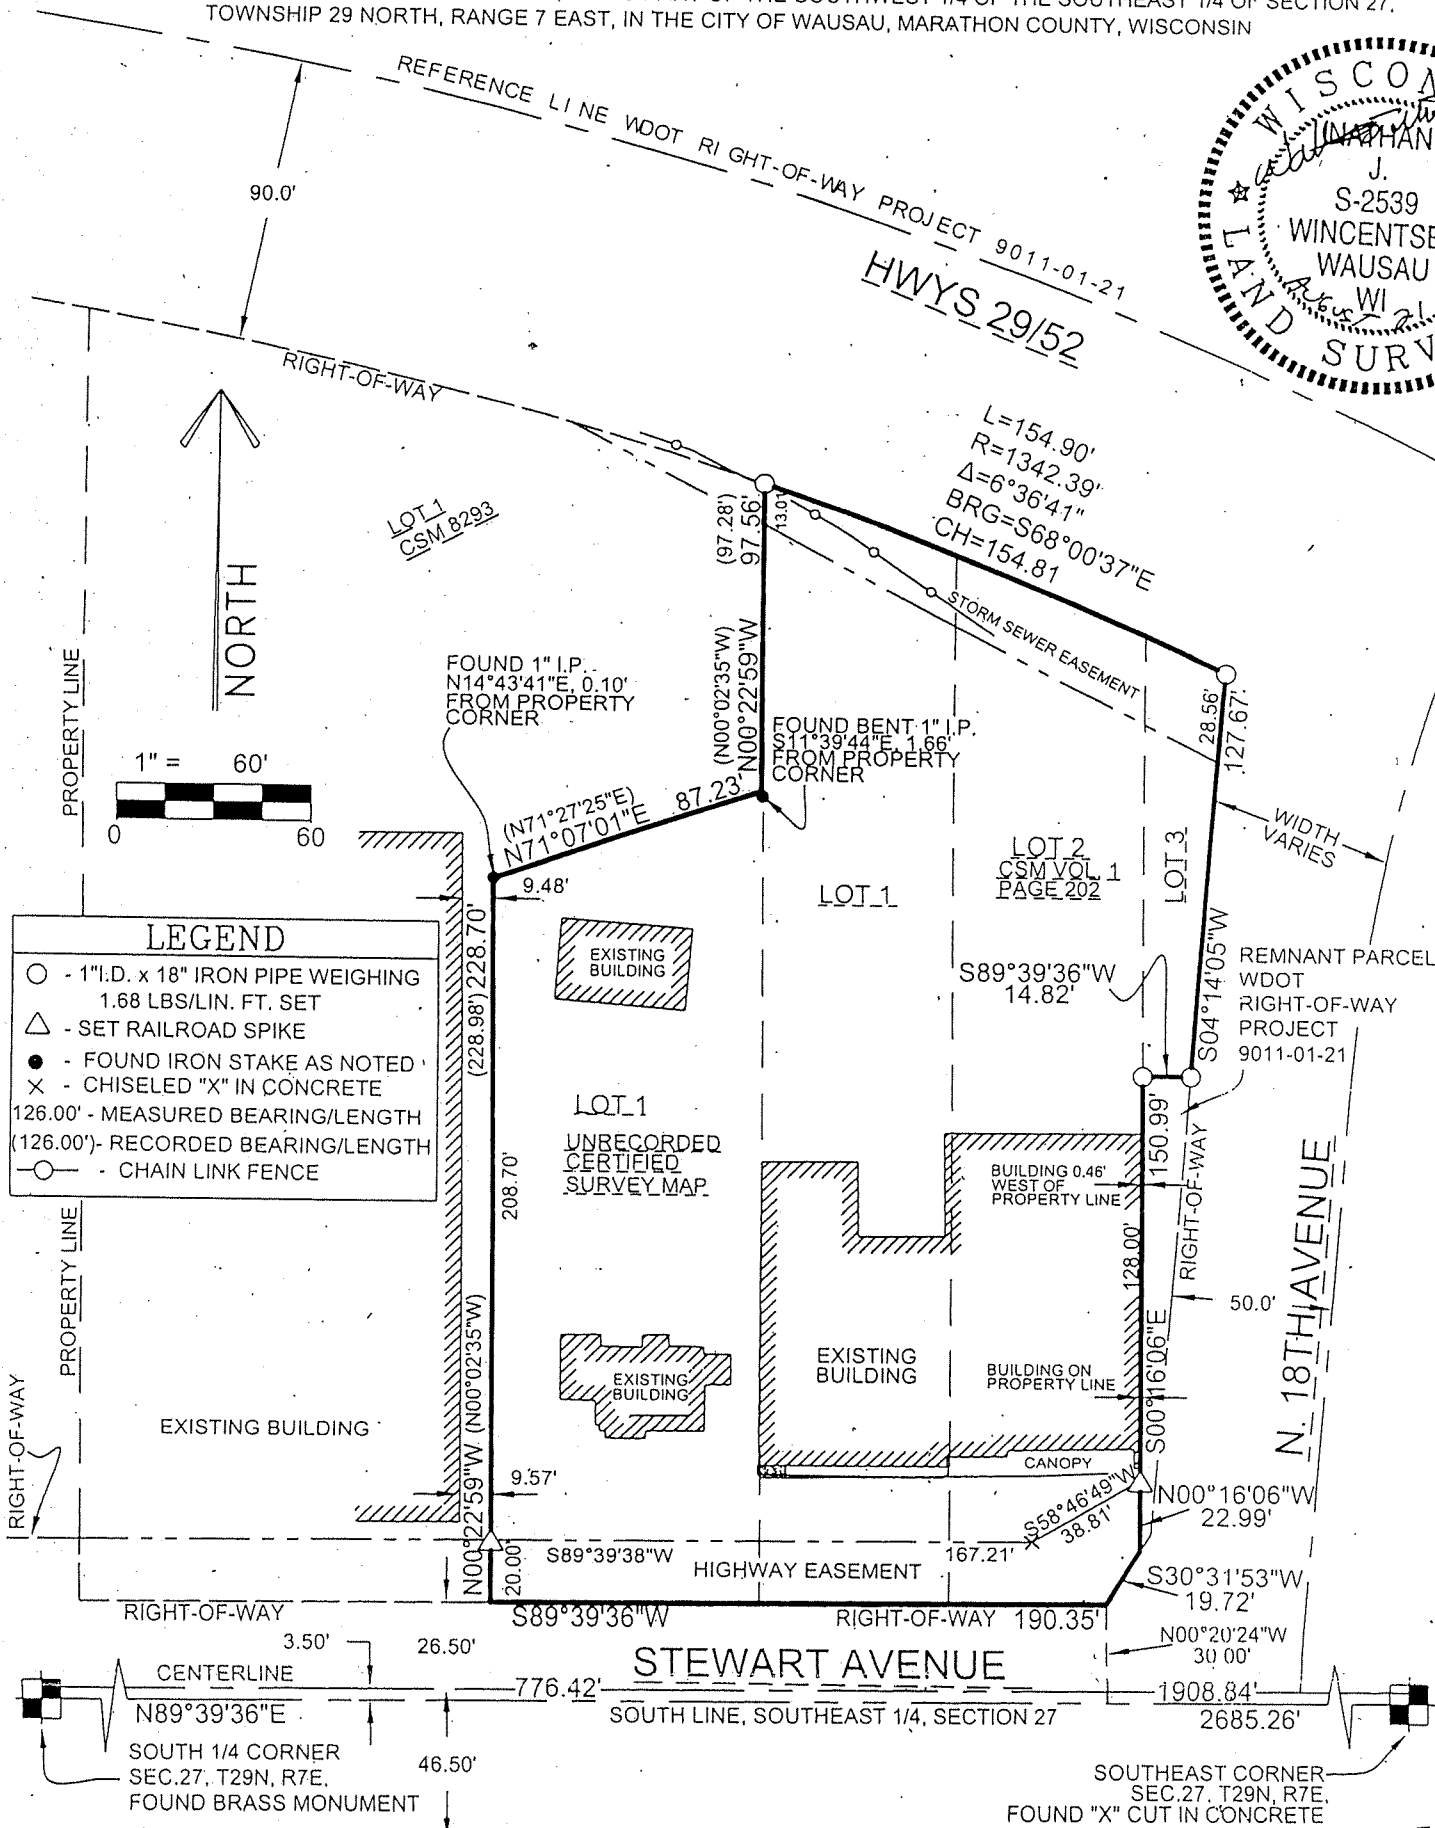 TOWNSHIP 29 NORTH, RANGE 7 EAST, IN THE CITY OF WAUSAU, MARATHON COUNTY, WISCONSIN
REFERENCE LINE WDOT RIGHT-OF-WAY PROJECT 9011-01-21
90.0'
HWYS 29/52
WISCON
NATHAN
J.
S-2539
WINCENTSE
WAUSAU
WI
August 21
LAND SURV
RIGHT-OF-WAY
L=154.90'
R=1342.39'
Δ=6°36'41"
BRG=S68°00'37"E
CH=154.81
LOT 1
CSM 8293
NORTH
(97.28')
97.56'
13.01
STORM SEWER EASEMENT
PROPERTY LINE
FOUND 1" I.P.
N14°43'41"E, 0.10'
FROM PROPERTY
CORNER
(N00°02'35"W)
N00°22'59"W
FOUND BENT 1" I.P.
S11°39'44"E, 1.66'
FROM PROPERTY
CORNER
28.56'
127.67'
1" = 60'
0 60
(N71°27'25"E)
N71°07'01"E 87.23'
WIDTH
VARIES
LOT 1
LOT 2
CSM VOL 1
PAGE 202
LOT 3
9.48'
LEGEND
- 1"I.D. x 18" IRON PIPE WEIGHING
1.68 LBS/LIN. FT. SET
- SET RAILROAD SPIKE
- FOUND IRON STAKE AS NOTED
- CHISELED "X" IN CONCRETE
126.00' - MEASURED BEARING/LENGTH
(126.00')- RECORDED BEARING/LENGTH
- CHAIN LINK FENCE
(228.98') 228.70'
EXISTING
BUILDING
S89°39'36"W
14.82'
S04°14'05"W
REMNANT PARCEL
WDOT
RIGHT-OF-WAY
PROJECT
9011-01-21
LOT 1
UNRECORDED
CERTIFIED
SURVEY MAP
208.70'
BUILDING 0.46'
WEST OF
PROPERTY LINE
150.99'
128.00'
RIGHT-OF-WAY
50.0'
N. 18TH AVENUE
PROPERTY LINE
EXISTING
BUILDING
EXISTING
BUILDING
BUILDING ON
PROPERTY LINE
S00°16'06"E
EXISTING BUILDING
RIGHT-OF-WAY
N00°22'59"W (N00°02'35"W)
9.57'
20.00'
CANOPY
S58°46'49"W
38.81'
N00°16'06"W
22.99'
S89°39'38"W
167.21'
HIGHWAY EASEMENT
S30°31'53"W
19.72'
RIGHT-OF-WAY
S89°39'36"W
RIGHT-OF-WAY 190.35'
N00°20'24"W
30.00'
3.50'
26.50'
STEWART AVENUE
CENTERLINE
776.42'
1908.84'
N89°39'36"E
SOUTH LINE, SOUTHEAST 1/4, SECTION 27
2685.26'
SOUTH 1/4 CORNER
SEC.27, T29N, R7E,
FOUND BRASS MONUMENT
46.50'
SOUTHEAST CORNER
SEC.27, T29N, R7E,
FOUND "X" CUT IN CONCRETE